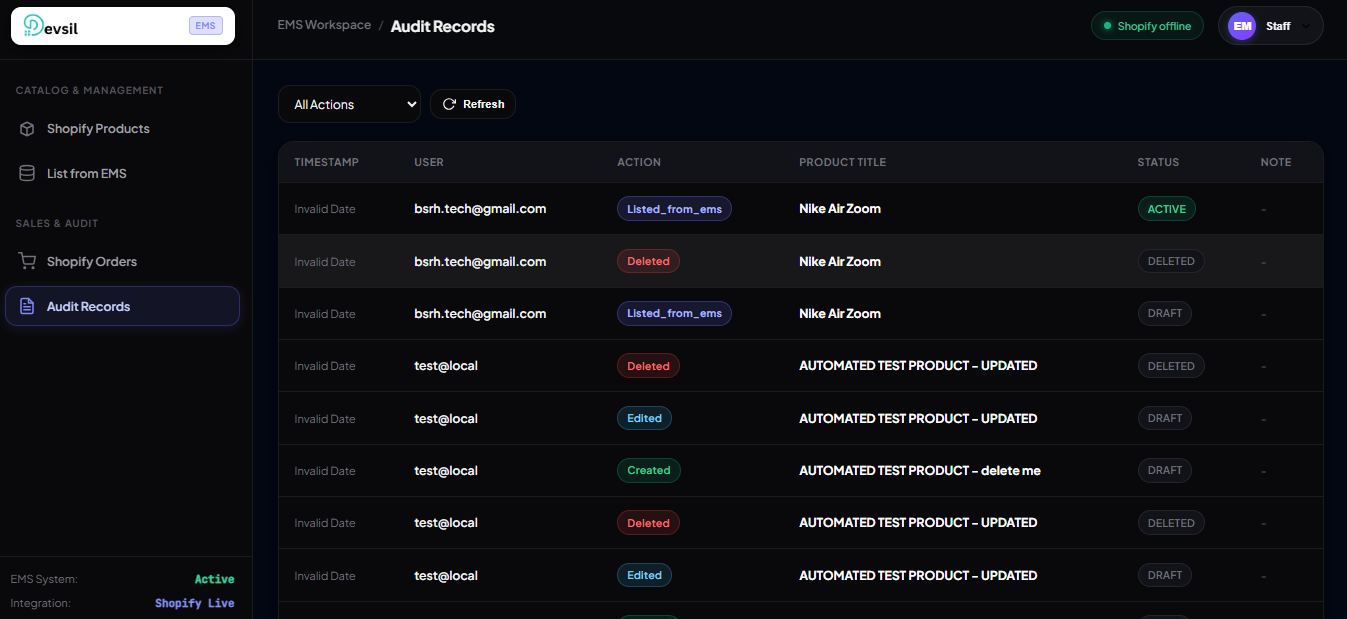 Devsil EMS
CATALOG & MANAGEMENT
Shopify Products
List from EMS
SALES & AUDIT
Shopify Orders
Audit Records
EMS System: Active
Integration: Shopify Live
EMS Workspace / Audit Records
Shopify offline
EM Staff
All Actions Refresh
TIMESTAMP USER ACTION PRODUCT TITLE STATUS NOTE
Invalid Date bsrh.tech@gmail.com Listed_from_ems Nike Air Zoom ACTIVE -
Invalid Date bsrh.tech@gmail.com Deleted Nike Air Zoom DELETED -
Invalid Date bsrh.tech@gmail.com Listed_from_ems Nike Air Zoom DRAFT -
Invalid Date test@local Deleted AUTOMATED TEST PRODUCT – UPDATED DELETED -
Invalid Date test@local Edited AUTOMATED TEST PRODUCT – UPDATED DRAFT -
Invalid Date test@local Created AUTOMATED TEST PRODUCT – delete me DRAFT -
Invalid Date test@local Deleted AUTOMATED TEST PRODUCT – UPDATED DELETED -
Invalid Date test@local Edited AUTOMATED TEST PRODUCT – UPDATED DRAFT -